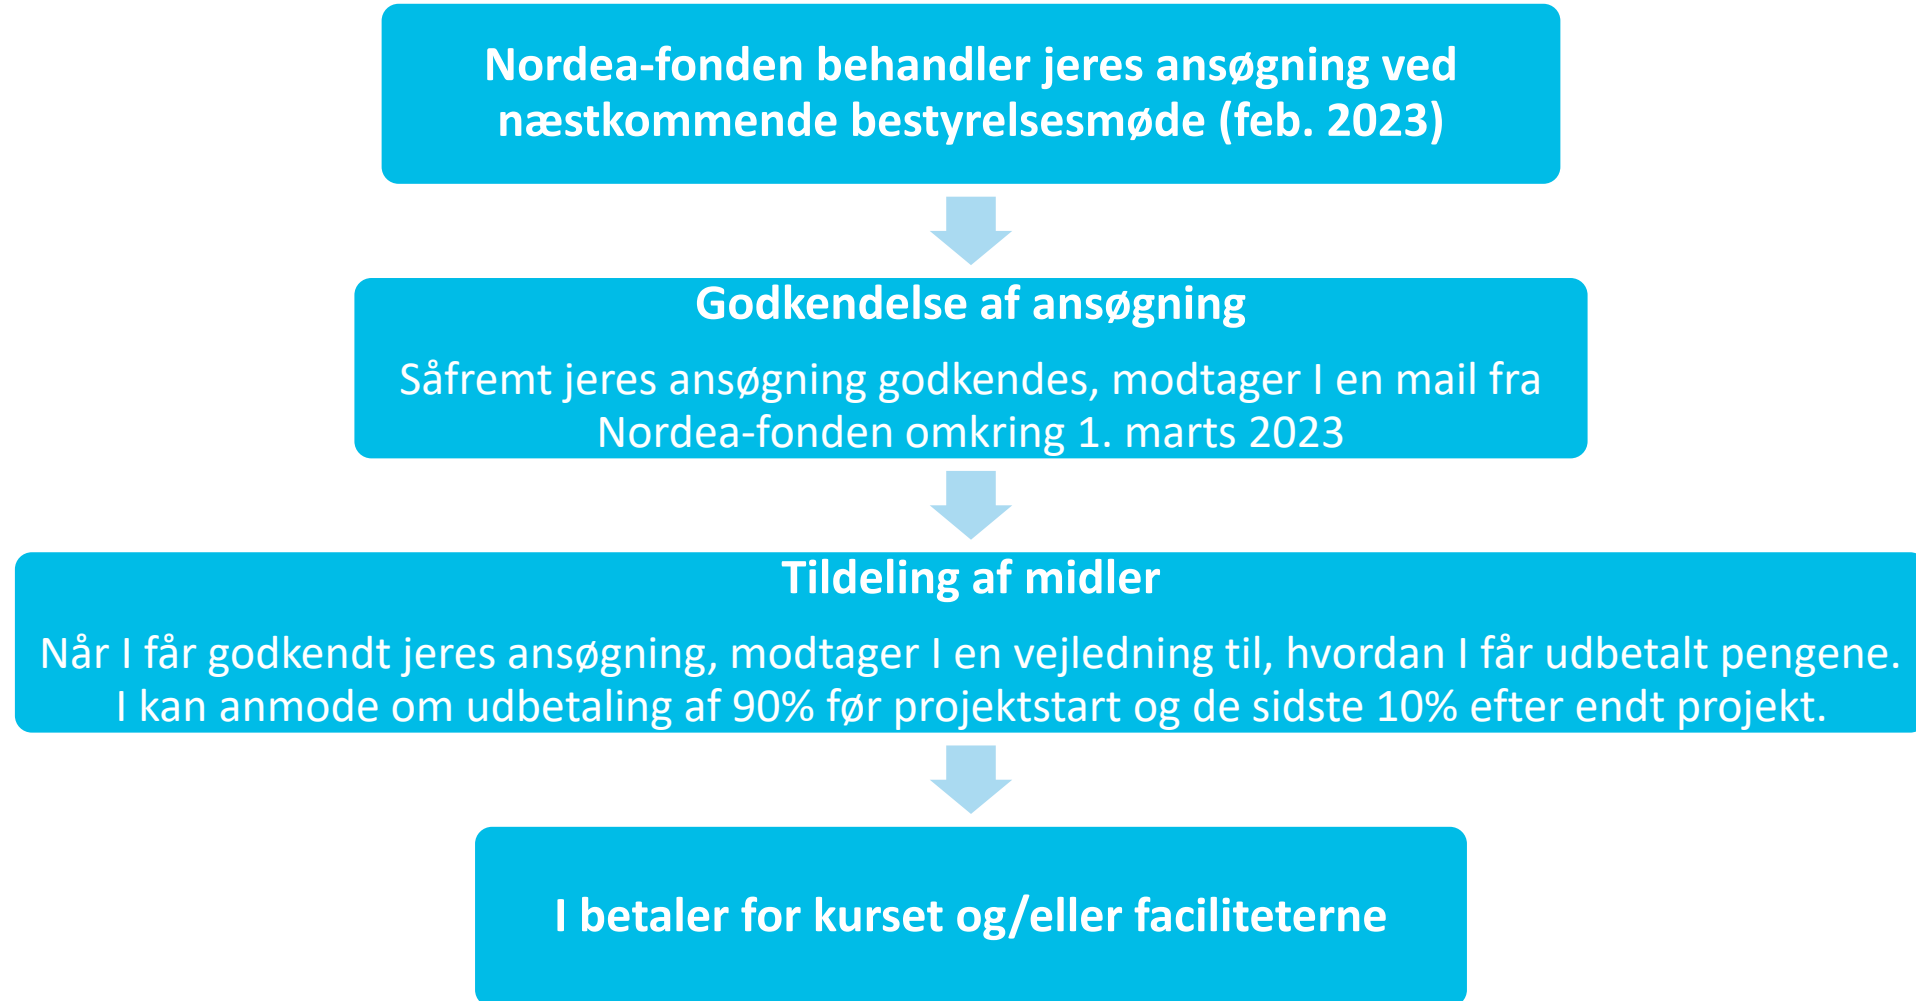 Nordea-fonden behandler jeres ansøgning ved
næstkommende bestyrelsesmøde (feb. 2023)
Godkendelse af ansøgning
Såfremt jeres ansøgning godkendes, modtager I en mail fra
Nordea-fonden omkring 1. marts 2023
Tildeling af midler
Når I får godkendt jeres ansøgning, modtager I en vejledning til, hvordan I får udbetalt pengene.
I kan anmode om udbetaling af 90% før projektstart og de sidste 10% efter endt projekt.
I betaler for kurset og/eller faciliteterne